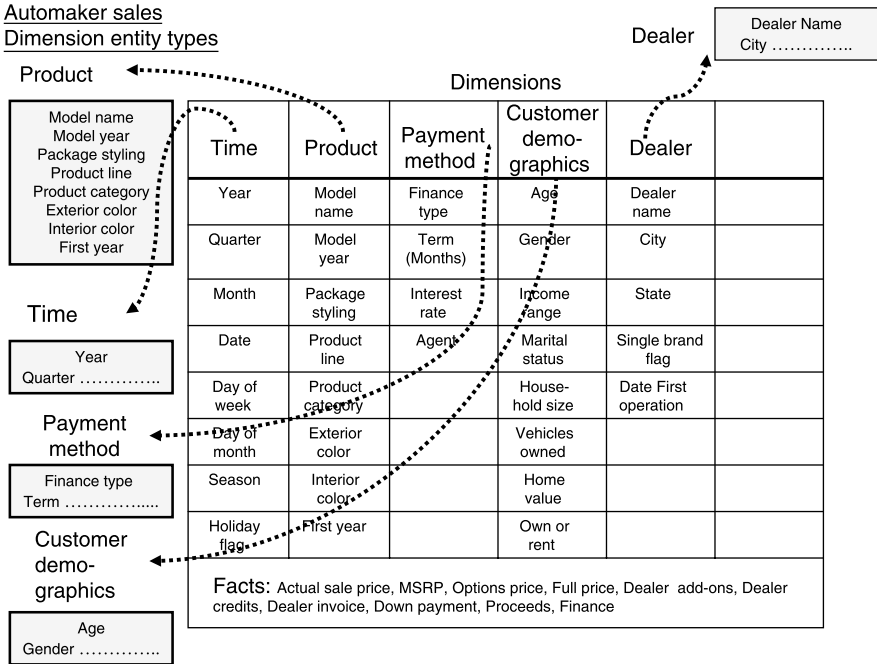 Automaker sales
Dimension entity types
Dealer
Dealer Name
City …………..
Product
Model name
Model year
Package styling
Product line
Product category
Exterior color
Interior color
First year
Time
Year
Quarter …………..
Payment
method
Finance type
Term ………….....
Customer
demo-
graphics
Age
Gender …………..
Dimensions
Time
Product
Payment
method
Customer
demo-
graphics
Dealer
Year
Model
name
Finance
type
Age
Dealer
name
Quarter
Model
year
Term
(Months)
Gender
City
Month
Package
styling
Interest
rate
Income
range
State
Date
Product
line
Agent
Marital
status
Single brand
flag
Day of
week
Product
category
House-
hold size
Date First
operation
Day of
month
Exterior
color
Vehicles
owned
Season
Interior
color
Home
value
Holiday
flag
First year
Own or
rent
Facts: Actual sale price, MSRP, Options price, Full price, Dealer add-ons, Dealer
credits, Dealer invoice, Down payment, Proceeds, Finance